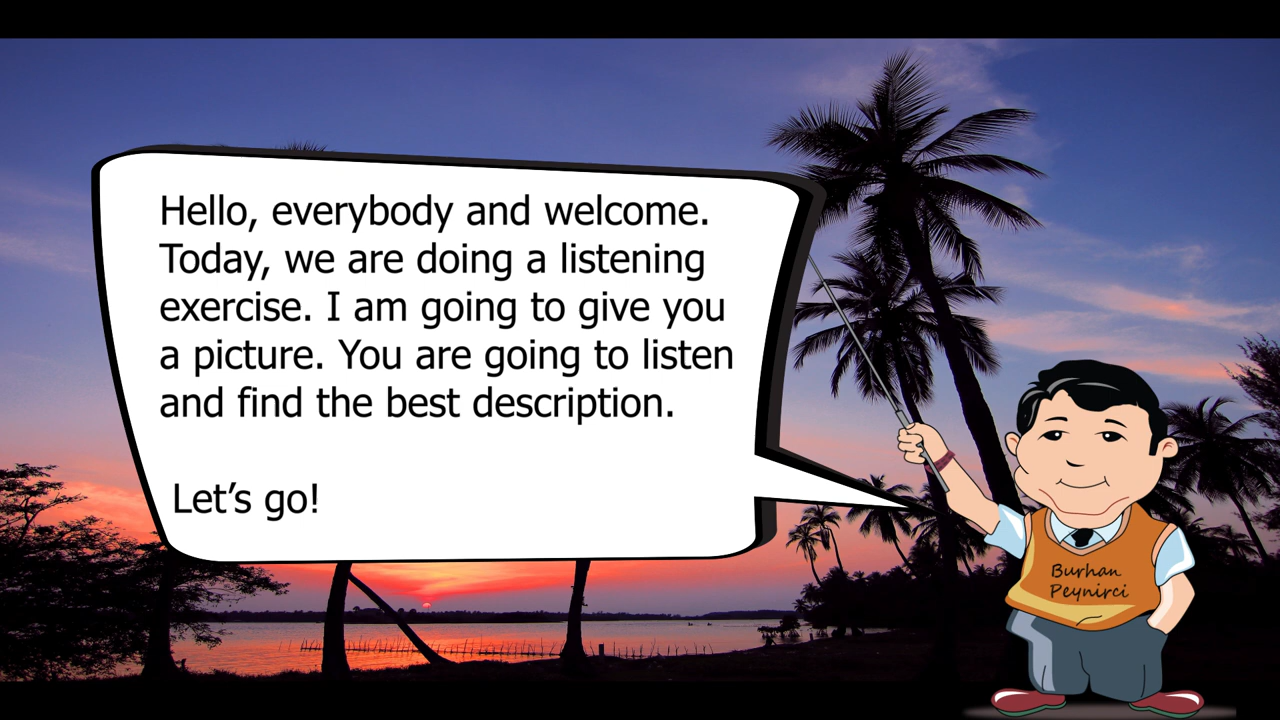 Hello, everybody and welcome.
Today, we are doing a listening
exercise. I am going to give you
a picture. You are going to listen
and find the best description.
Let’s go!
Burhan
Peynirci